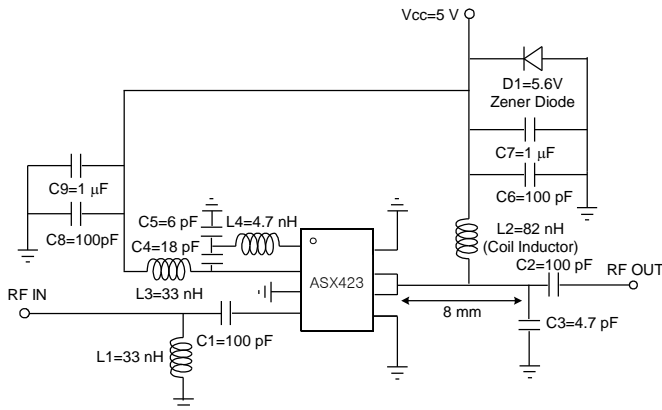 Vcc=5 V
D1=5.6V
Zener Diode
C7=1 μF
C6=100 pF
C9=1 μF
C8=100pF
C5=6 pF
L4=4.7 nH
C4=18 pF
L3=33 nH
ASX423
L2=82 nH
(Coil Inductor)
C2=100 pF
RF OUT
8 mm
C3=4.7 pF
RF IN
C1=100 pF
L1=33 nH